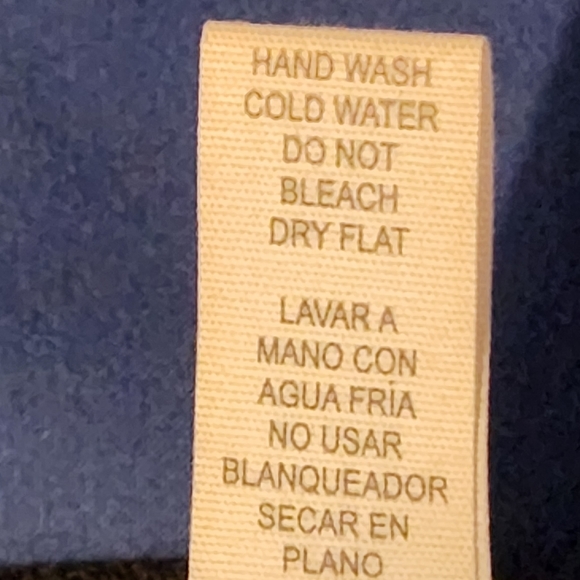 HAND WASH
COLD WATER
DO NOT
BLEACH
DRY FLAT
LAVAR A
MANO CON
AGUA FRÍA
NO USAR
BLANQUEADOR
SECAR EN
PLANO